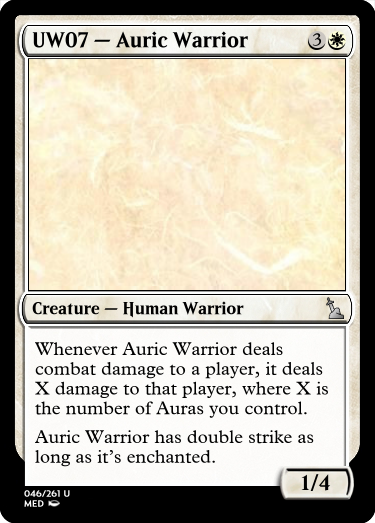 UW07 — Auric Warrior 3
Creature — Human Warrior
Whenever Auric Warrior deals
combat damage to a player, it deals
X damage to that player, where X is
the number of Auras you control.
Auric Warrior has double strike as
long as it's enchanted.
1/4
046/261 U
MED